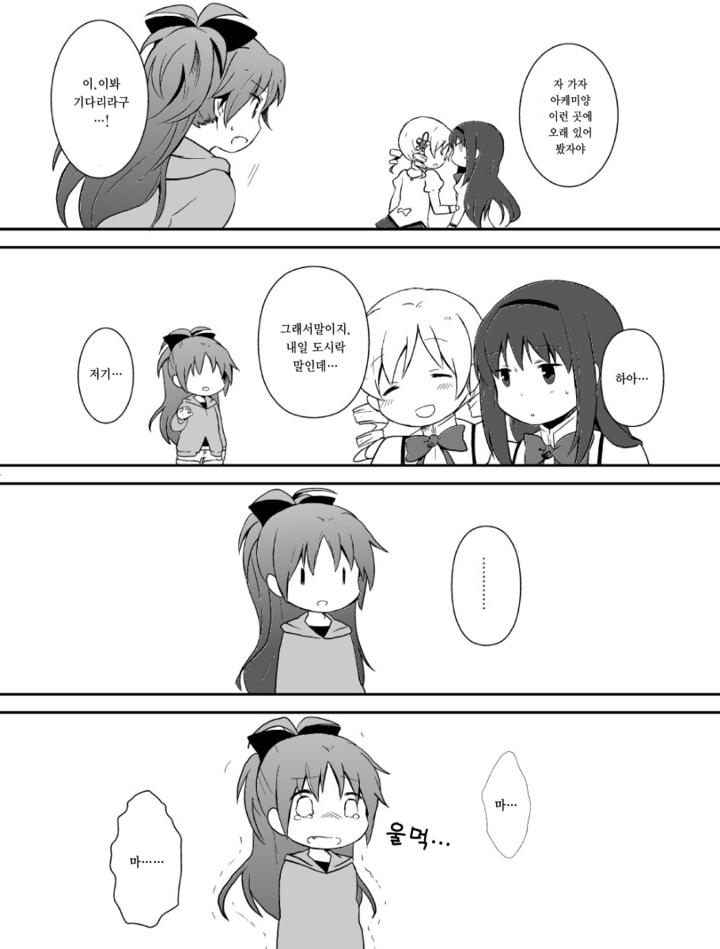 자 가자
아케미양
이런 곳에
오래 있어
봤자야
이,이봐
기다리라구
…!
하아…
그래서말이지,
내일 도시락
말인데…
저기…
………
마…
울먹…
마……